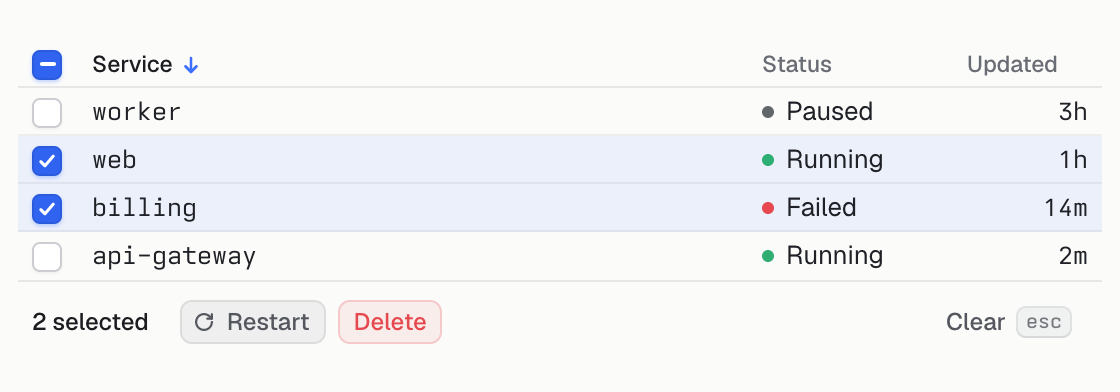 Service ↓ Status Updated
worker Paused 3h
web Running 1h
billing Failed 14m
api-gateway Running 2m
2 selected Restart Delete Clear esc